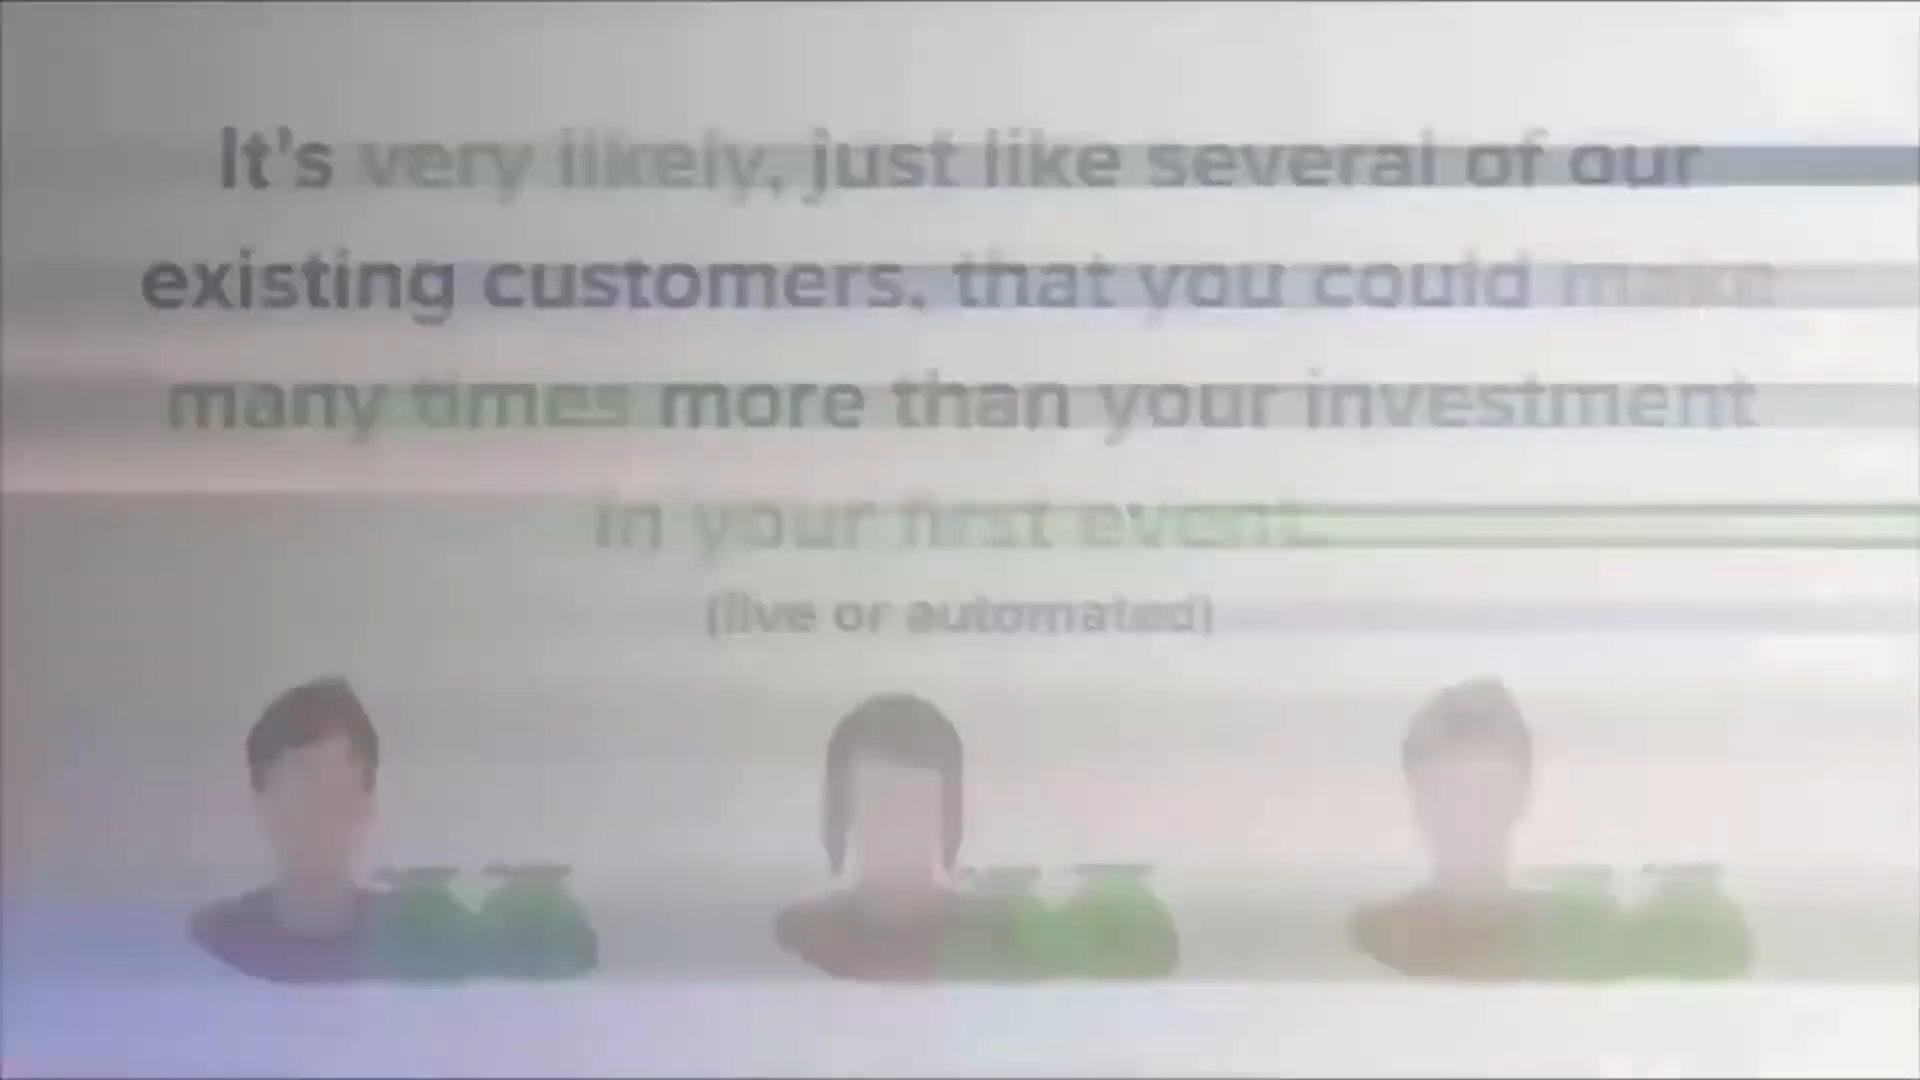 It's very likely, just like several of our
existing customers, that you could make
many times more than your investment
in your first event
(live or automated)